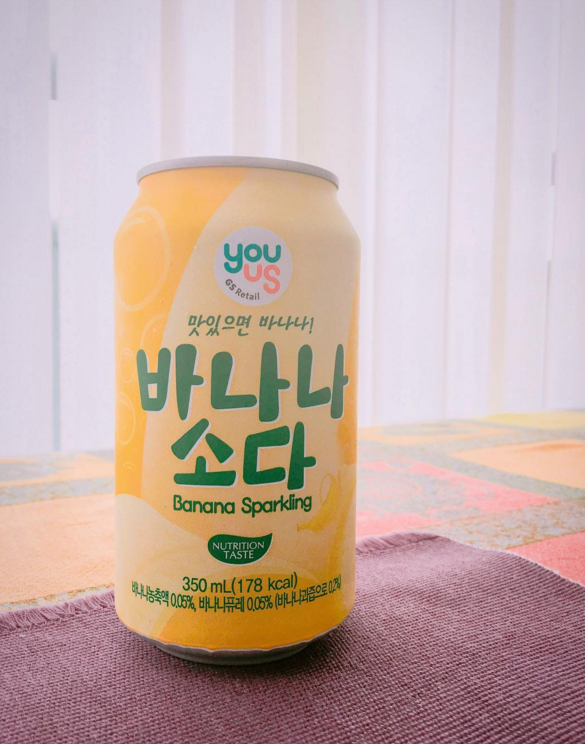 you
us
GS Retail
맛있으면 바나나!
바나나
소다
Banana Sparkling
NUTRITION
TASTE
350 mL(178 kcal)
바나나농축액 0.05%, 바나나퓨레 0.05% (바나나과즙으로 0.2%)